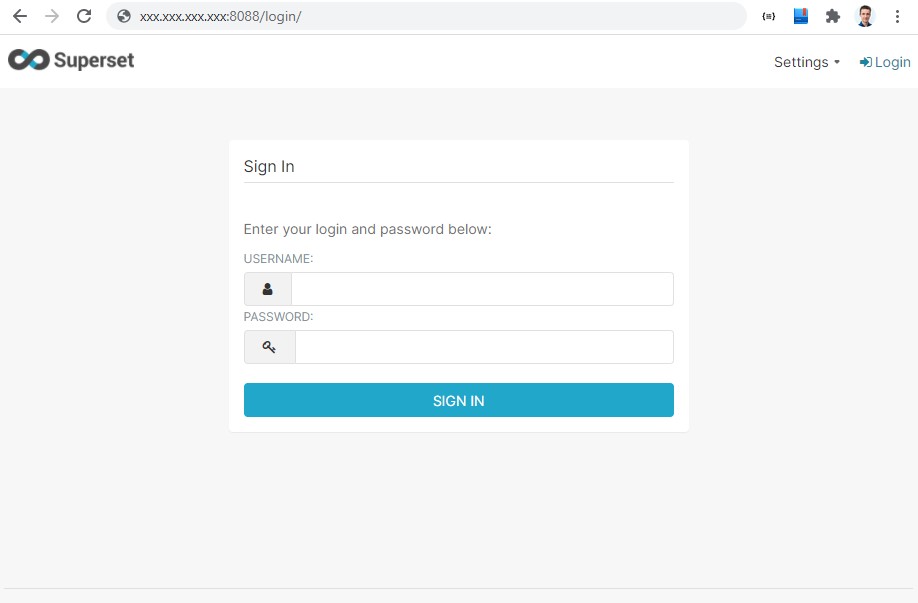 xxx.xxx.xxx.xxx:8088/login/
Superset
Settings
Login
Sign In
Enter your login and password below:
USERNAME:
PASSWORD:
SIGN IN